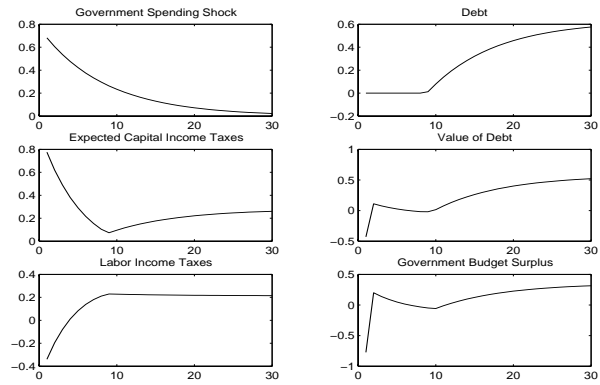 Government Spending Shock
0.8
0.6
0.4
0.2
0
0 10 20 30
Debt
0.6
0.4
0.2
0
−0.2
0 10 20 30
Expected Capital Income Taxes
0.8
0.6
0.4
0.2
0
0 10 20 30
Value of Debt
1
0.5
0
−0.5
0 10 20 30
Labor Income Taxes
0.4
0.2
0
−0.2
−0.4
0 10 20 30
Government Budget Surplus
0.5
0
−0.5
−1
0 10 20 30